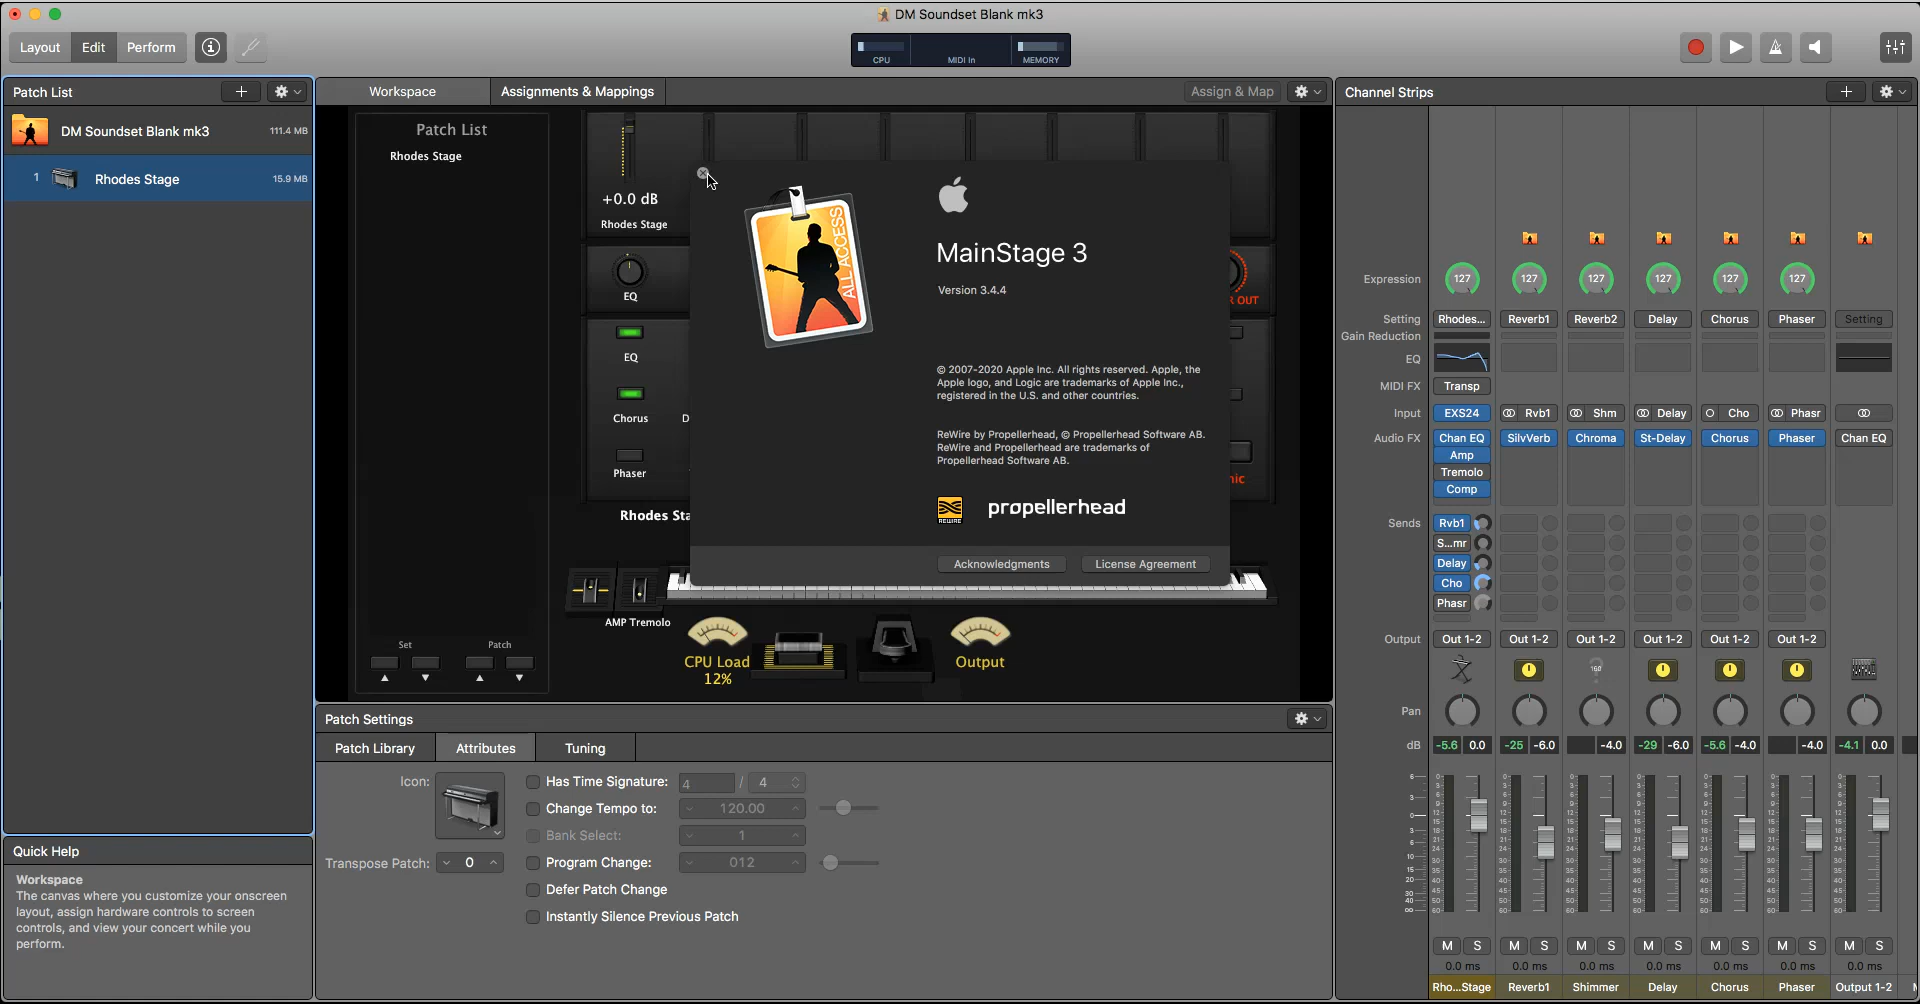 DM Soundset Blank mk3
Layout
Edit
Perform
CPU
MIDI In
MEMORY
Patch List
Workspace
Assignments & Mappings
Assign & Map
Channel Strips
DM Soundset Blank mk3
111.4 MB
1
Rhodes Stage
15.9 MB
Patch List
Rhodes Stage
+0.0 dB
Rhodes Stage
EQ
EQ
Chorus
D
Phaser
Rhodes Sta
R OUT
nic
ALL ACCESS
MainStage 3
Version 3.4.4
© 2007-2020 Apple Inc. All rights reserved. Apple, the
Apple logo, and Logic are trademarks of Apple Inc.,
registered in the U.S. and other countries.
ReWire by Propellerhead, © Propellerhead Software AB.
ReWire and Propellerhead are trademarks of
Propellerhead Software AB.
REWIRE
propellerhead
Acknowledgments
License Agreement
AMP Tremolo
CPU Load
12%
Output
Set
Patch
Patch Settings
Patch Library
Attributes
Tuning
Icon:
Has Time Signature:
4 / 4
Change Tempo to:
120.00
Bank Select:
1
Transpose Patch:
0
Program Change:
012
Defer Patch Change
Instantly Silence Previous Patch
Quick Help
Workspace
The canvas where you customize your onscreen
layout, assign hardware controls to screen
controls, and view your concert while you
perform.
Expression 127 127 127 127 127 127
Setting Rhodes... Reverb1 Reverb2 Delay Chorus Phaser Setting
Gain Reduction
EQ
MIDI FX Transp
Input EXS24 Rvb1 Shm Delay Cho Phasr
Audio FX Chan EQ SilvVerb Chroma St-Delay Chorus Phaser Chan EQ
Amp
Tremolo
Comp
Sends Rvb1
S...mr
Delay
Cho
Phasr
Output Out 1-2 Out 1-2 Out 1-2 Out 1-2 Out 1-2 Out 1-2
Pan
dB -5.6 0.0 -25 -6.0 -4.0 -29 -6.0 -5.6 -4.0 -4.0 -4.1 0.0
M S M S M S M S M S M S M S
0.0 ms 0.0 ms 0.0 ms 0.0 ms 0.0 ms 0.0 ms 0.0 ms
Rho...Stage Reverb1 Shimmer Delay Chorus Phaser Output 1-2